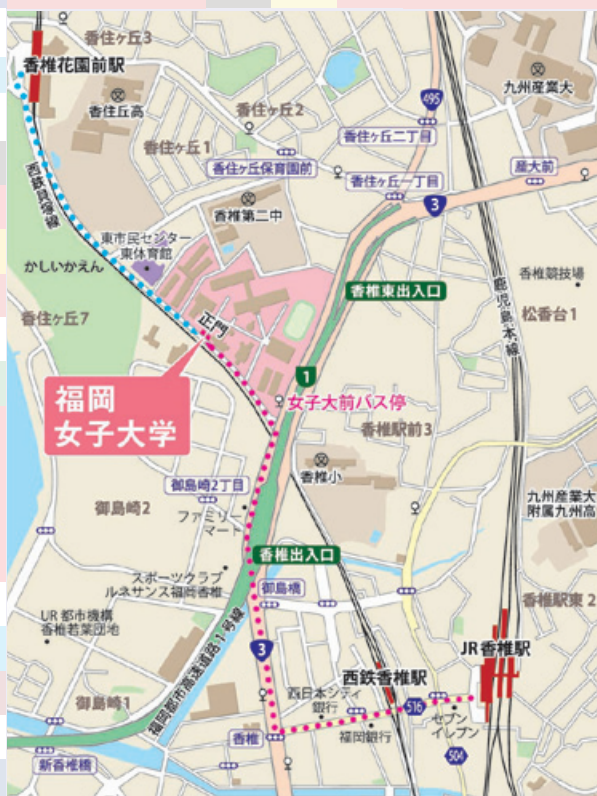 香住ヶ丘3
香椎花園前駅
香住丘高
九州産業大
495
香住ヶ丘2
香住ヶ丘二丁目
香住ヶ丘1
香住ヶ丘保育園前
産大前
香住ヶ丘一丁目
3
西鉄貝塚線
香椎第二中
東市民センター
東体育館
かしいかえん
香椎競技場
香椎東出入口
鹿児島本線
松香台1
香住ヶ丘7
正門
1
福岡
女子大学
女子大前バス停
香椎駅前3
香椎小
御島崎2丁目
御島崎2
ファミリー
マート
九州産業大
附属九州高
香椎出入口
スポーツクラブ
ルネサンス福岡香椎
御島橋
香椎駅東2
UR都市機構
香椎若葉団地
福岡都市高速道路1号線
3
JR香椎駅
西鉄香椎駅
西日本シティ
銀行
御島崎1
516
セブン
イレブン
香椎
福岡銀行
504
新香椎橋